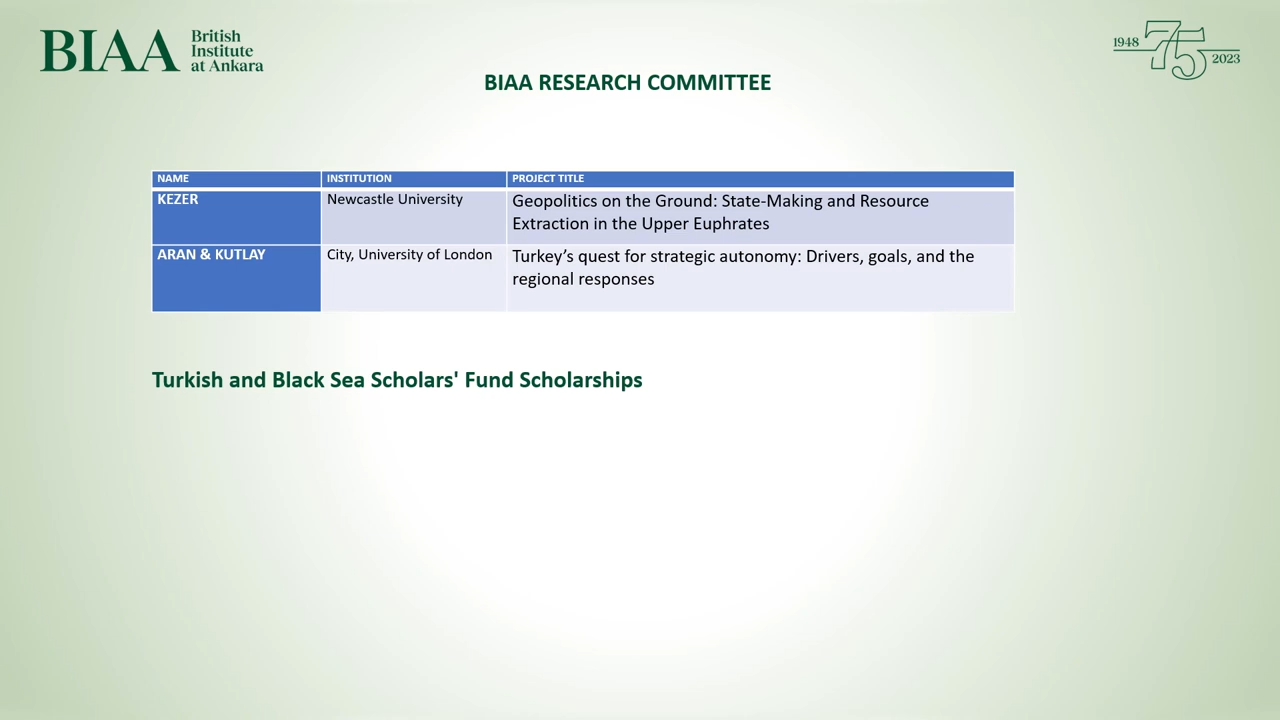 BIAA
British
Institute
at Ankara
1948 75 2023
BIAA RESEARCH COMMITTEE
NAME INSTITUTION PROJECT TITLE
KEZER Newcastle University Geopolitics on the Ground: State-Making and Resource
Extraction in the Upper Euphrates
ARAN & KUTLAY City, University of London Turkey’s quest for strategic autonomy: Drivers, goals, and the
regional responses
Turkish and Black Sea Scholars' Fund Scholarships